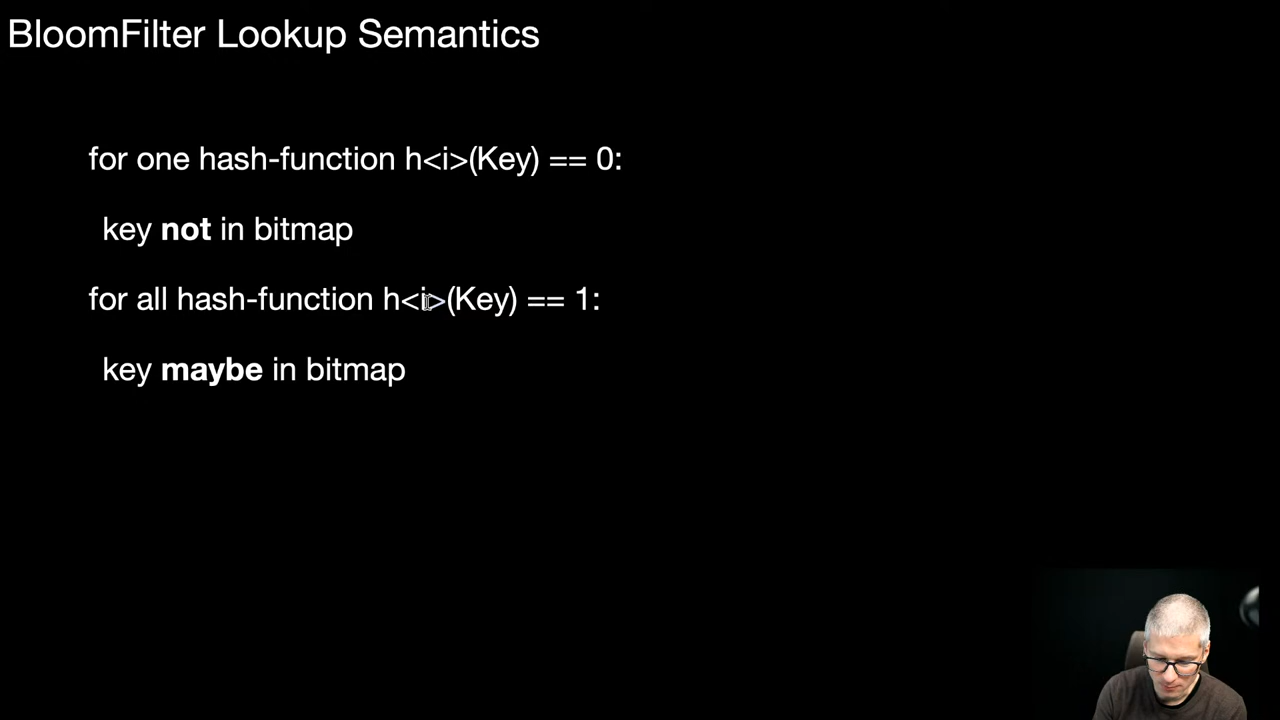 BloomFilter Lookup Semantics
for one hash-function h<i>(Key) == 0:
key not in bitmap
for all hash-function h<i>(Key) == 1:
key maybe in bitmap